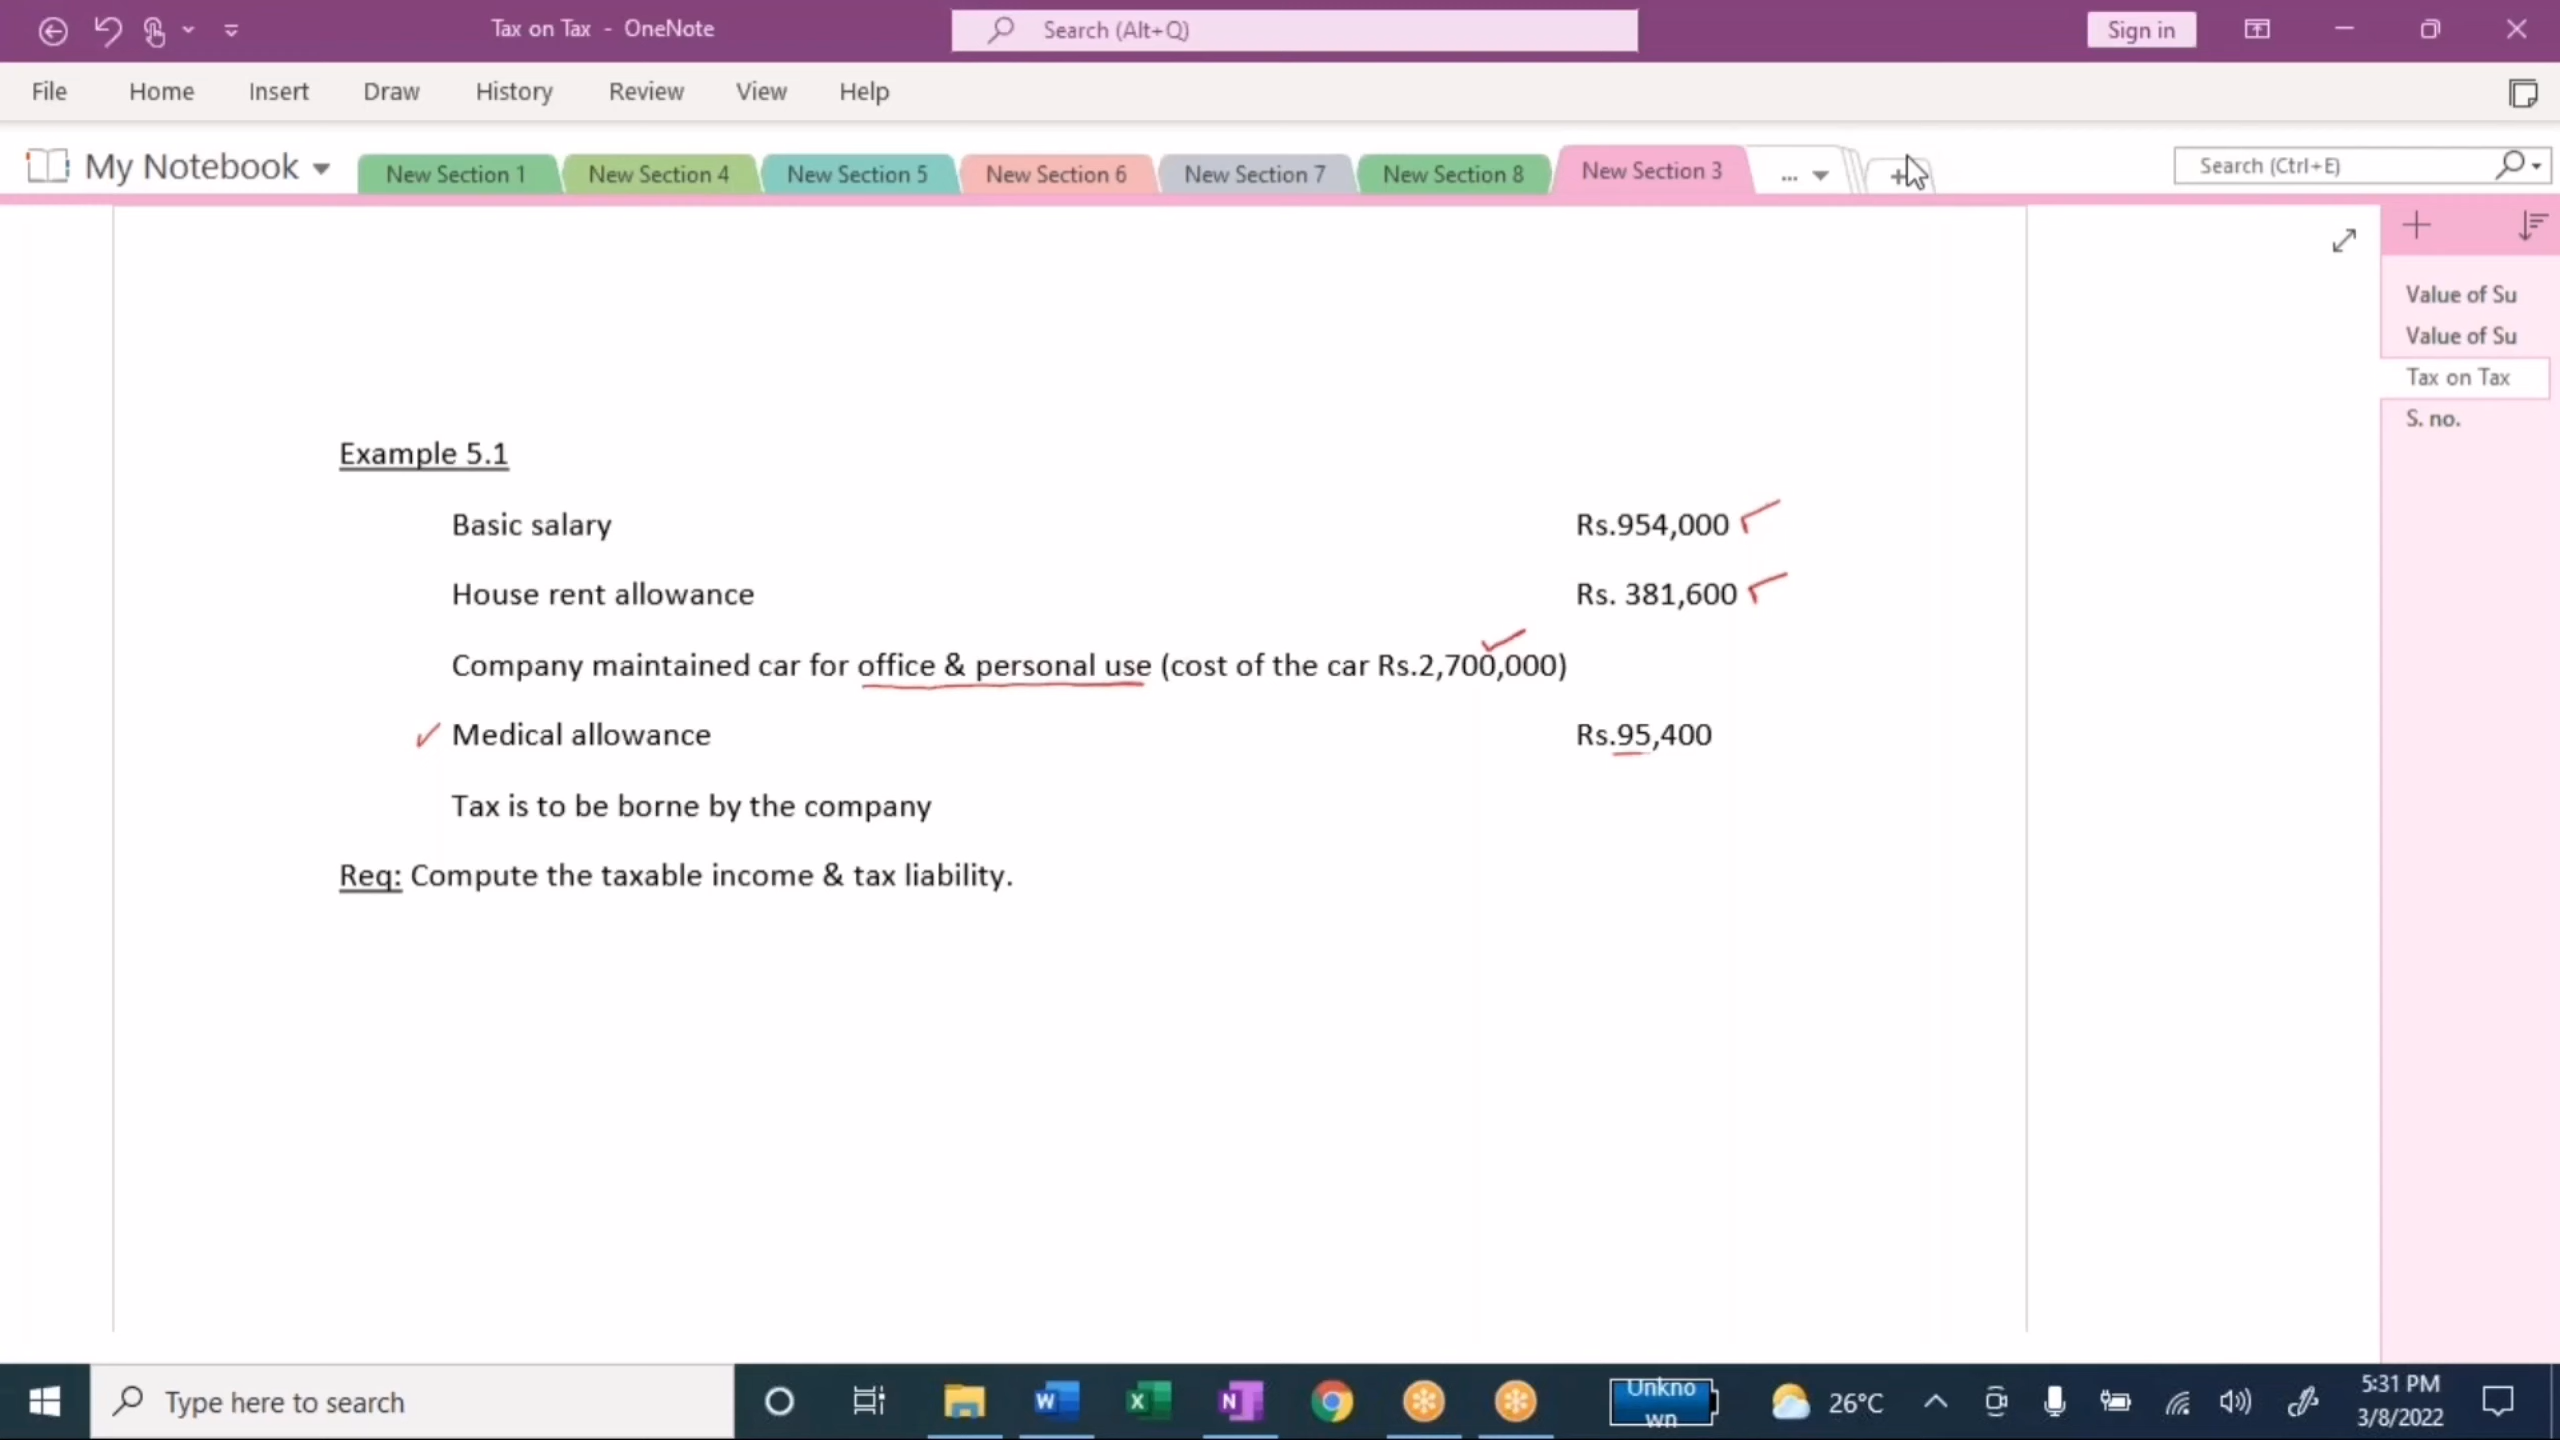 Tax on Tax - OneNote
Search (Alt+Q)
Sign in
File Home Insert Draw History Review View Help
My Notebook
New Section 1
New Section 4
New Section 5
New Section 6
New Section 7
New Section 8
New Section 3
...
Search (Ctrl+E)
Value of Su
Value of Su
Tax on Tax
S. no.
Example 5.1
Basic salary Rs.954,000
House rent allowance Rs. 381,600
Company maintained car for office & personal use (cost of the car Rs.2,700,000)
Medical allowance Rs.95,400
Tax is to be borne by the company
Req: Compute the taxable income & tax liability.
Type here to search
W
X
N
Unkno
wn
26°C
5:31 PM
3/8/2022